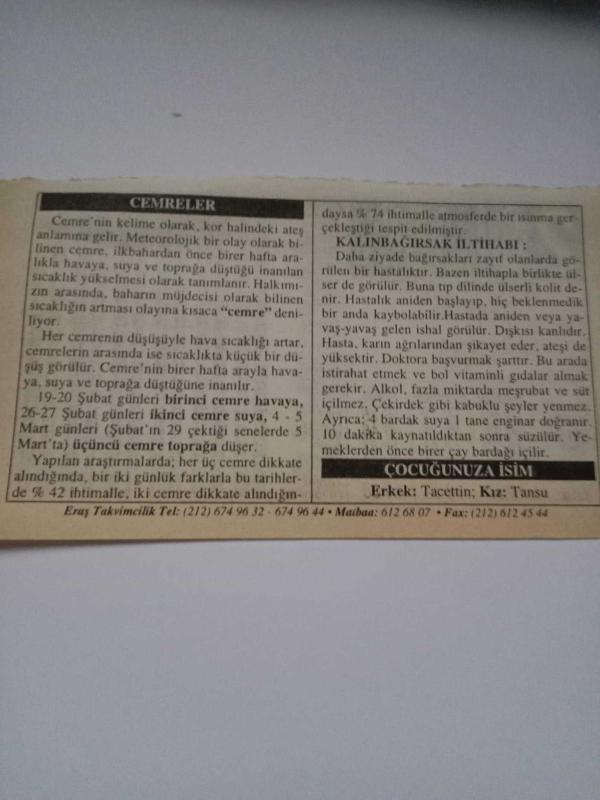 CEMRELER
Cemre'nin kelime olarak, kor halindeki ateş
anlamına gelir. Meteorolojik bir olay olarak bi-
linen cemre, ilkbahardan önce birer hafta ara-
lıkla havaya, suya ve toprağa düştüğü inanılan
sıcaklık yükselmesi olarak tanımlanır. Halkımı-
zın arasında, baharın müjdecisi olarak bilinen
sıcaklığın artması olayına kısaca "cemre" deni-
liyor.
Her cemrenin düşüşüyle hava sıcaklığı artar,
cemrelerin arasında ise sıcaklıkta küçük bir dü-
şüş görülür. Cemre'nin birer hafta arayla hava-
ya, suya ve toprağa düştüğüne inanılır.
19-20 Şubat günleri birinci cemre havaya,
26-27 Şubat günleri ikinci cemre suya, 4 - 5
Mart günleri (Şubat'ın 29 çektiği senelerde 5
Mart'ta) üçüncü cemre toprağa düşer.
Yapılan araştırmalarda; her üç cemre dikkate
alındığında, bir iki günlük farklarla bu tarihler-
de % 42 ihtimalle, iki cemre dikkate alındığın-
daysa % 74 ihtimalle atmosferde bir ısınma ger-
çekleştiği tespit edilmiştir.
KALINBAĞIRSAK İLTİHABI :
Daha ziyade bağırsakları zayıf olanlarda gö-
rülen bir hastalıktır. Bazen iltihapla birlikte ül-
ser de görülür. Buna tıp dilinde ülserli kolit de-
nir. Hastalık aniden başlayıp, hiç beklenmedik
bir anda kaybolabilir.Hastada aniden veya ya-
vaş-yavaş gelen ishal görülür. Dışkısı kanlıdır.
Hasta, karın ağrılarından şikayet eder, ateşi de
yüksektir. Doktora başvurmak şarttır. Bu arada
istirahat etmek ve bol vitaminli gıdalar almak
gerekir. Alkol, fazla miktarda meşrubat ve süt
içilmez. Çekirdek gibi kabuklu şeyler yenmez.
Ayrıca; 4 bardak suya 1 tane enginar doğranır.
10 dakika kaynatıldıktan sonra süzülür. Ye-
meklerden önce birer çay bardağı içilir.
ÇOCUĞUNUZA İSİM
Erkek: Tacettin; Kız: Tansu
Eraş Takvimcilik Tel: (212) 674 96 32 - 674 96 44 • Matbaa: 612 68 07 • Fax: (212) 612 45 44